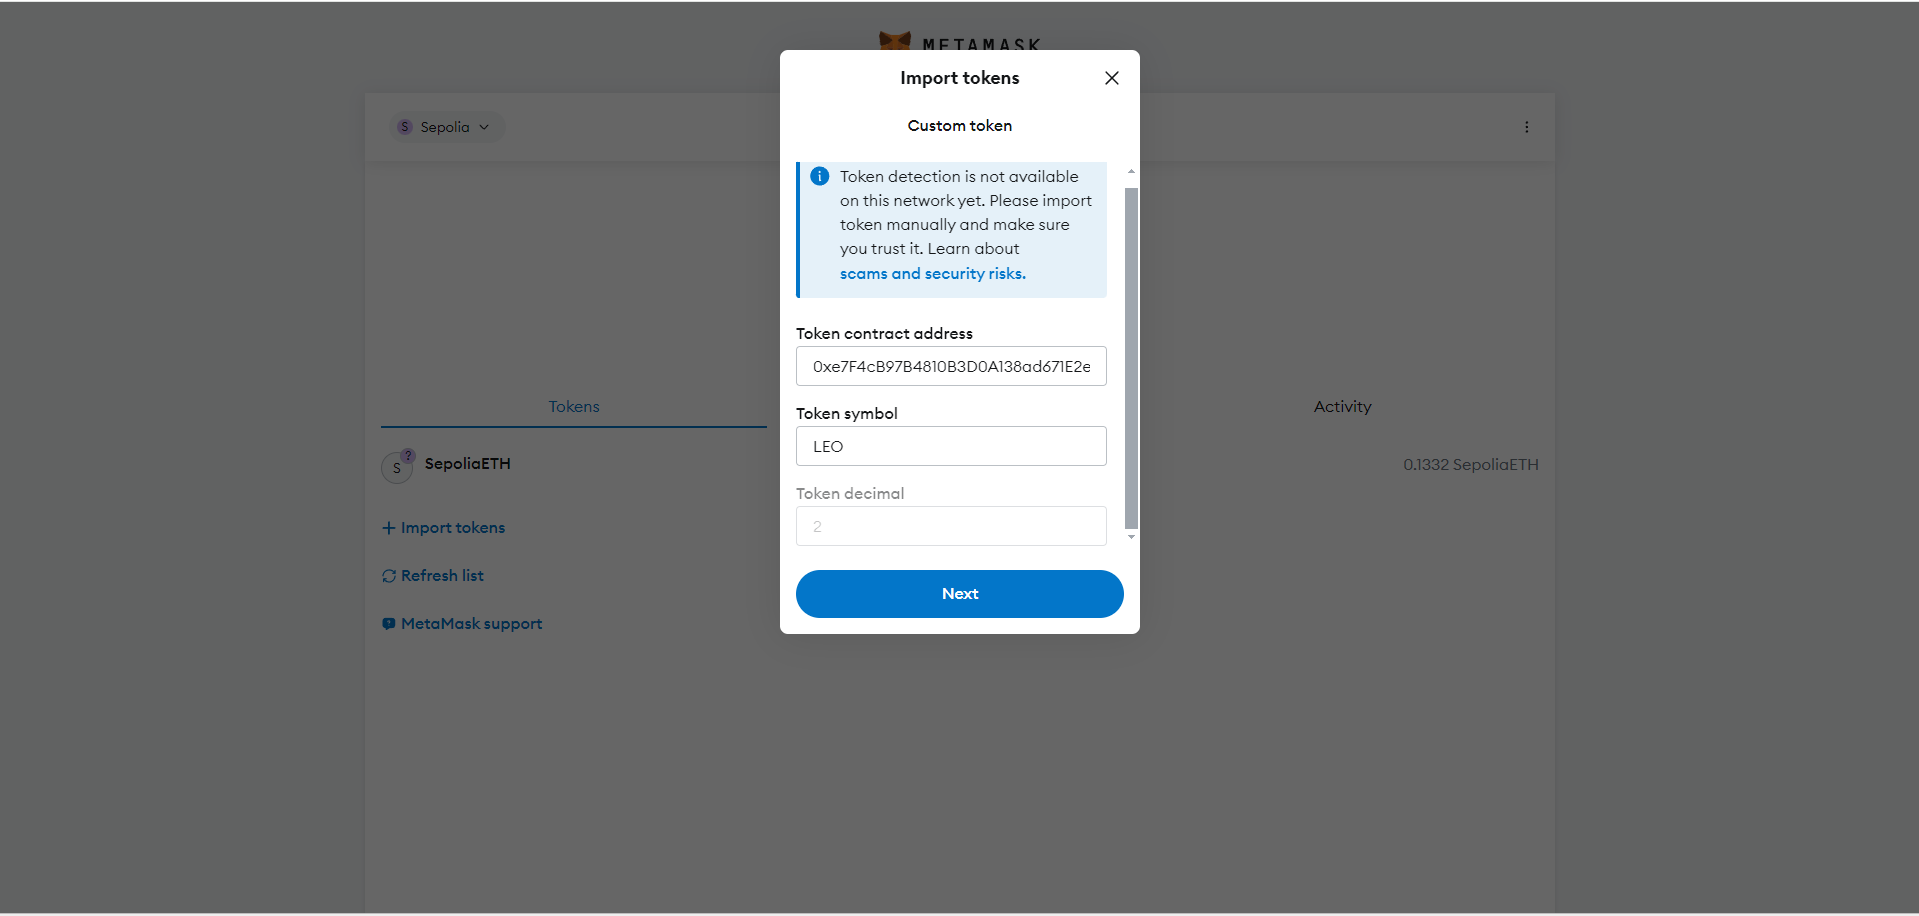 METAMASK
Import tokens
Custom token
S Sepolia
i Token detection is not available
on this network yet. Please import
token manually and make sure
you trust it. Learn about
scams and security risks.
Token contract address
0xe7F4cB97B4810B3D0A138ad671E2e
Token symbol
LEO
Token decimal
2
Next
Tokens
Activity
S ? SepoliaETH
0.1332 SepoliaETH
Import tokens
Refresh list
MetaMask support